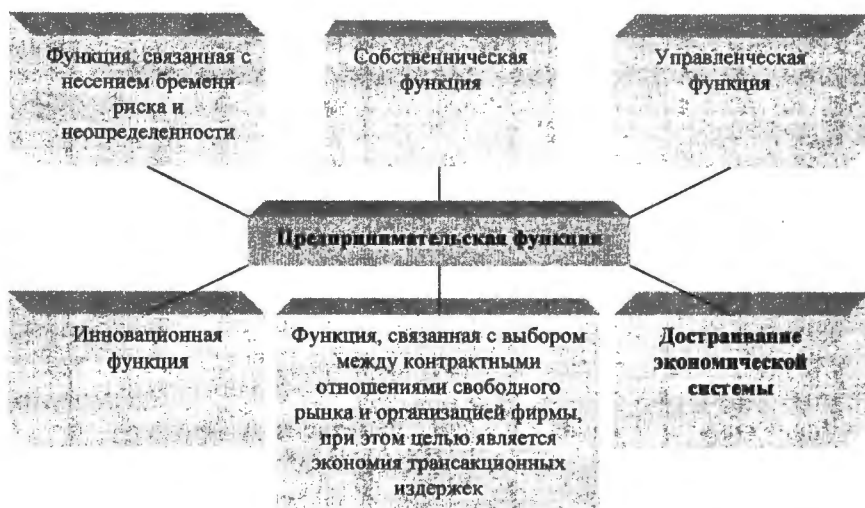 Функция, связанная с
несением бремени
риска и
неопределенности
Собственническая
функция
Управленческая
функция
Предпринимательская функция
Инновационная
функция
Функция, связанная с выбором
между контрактными
отношениями свободного
рынка и организацией фирмы,
при этом целью является
экономия трансакционных
издержек
Достраивание
экономической
системы